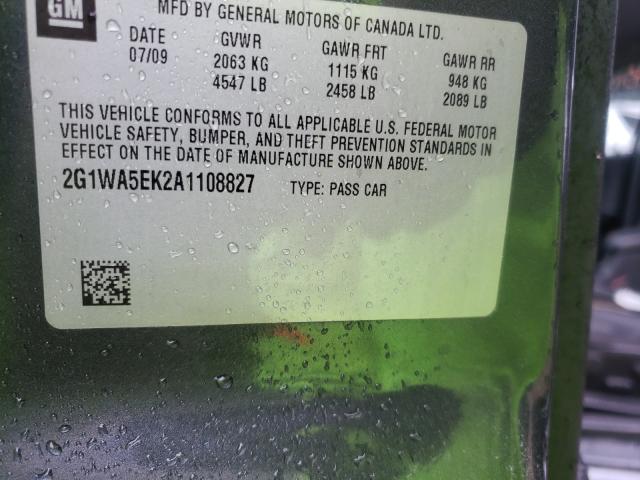 GM
MFD BY GENERAL MOTORS OF CANADA LTD.
DATE GVWR GAWR FRT GAWR RR
07/09 2063 KG 1115 KG 948 KG
4547 LB 2458 LB 2089 LB
THIS VEHICLE CONFORMS TO ALL APPLICABLE U.S. FEDERAL MOTOR
VEHICLE SAFETY, BUMPER, AND THEFT PREVENTION STANDARDS IN
EFFECT ON THE DATE OF MANUFACTURE SHOWN ABOVE.
2G1WA5EK2A1108827 TYPE: PASS CAR